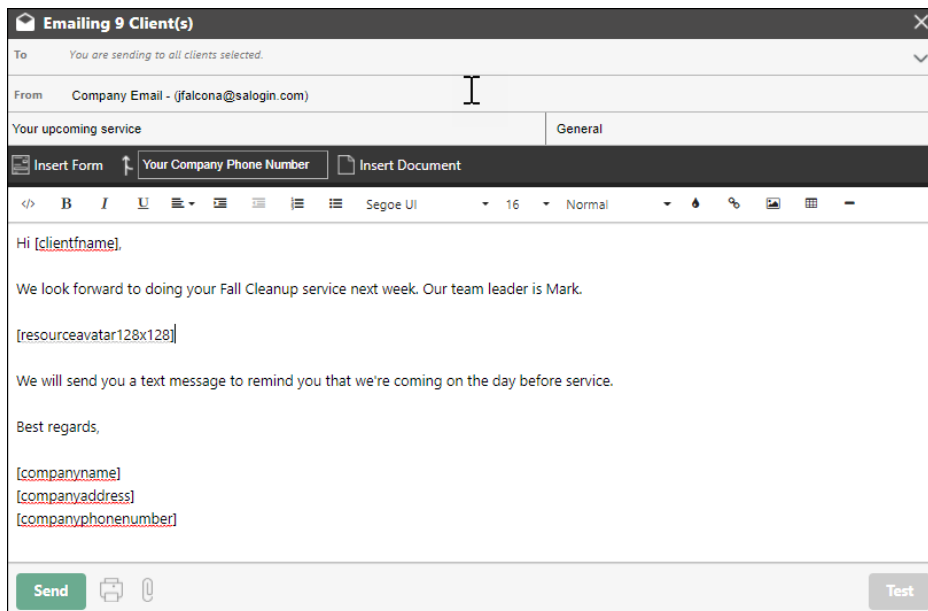 Emailing 9 Client(s)
To You are sending to all clients selected.
From Company Email - (jfalcona@salogin.com)
Your upcoming service General
Insert Form Your Company Phone Number Insert Document
</> B I U Segoe UI 16 Normal
Hi [clientfname],
We look forward to doing your Fall Cleanup service next week. Our team leader is Mark.
[resourceavatar128x128]
We will send you a text message to remind you that we're coming on the day before service.
Best regards,
[companyname]
[companyaddress]
[companyphonenumber]
Send Test